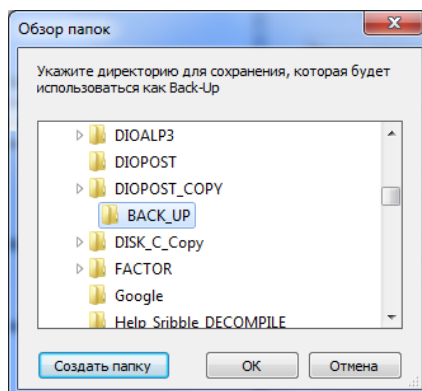 Обзор папок
Укажите директорию для сохранения, которая будет
использоваться как Back-Up
DIOALP3
DIOPOST
DIOPOST_COPY
BACK_UP
DISK_C_Copy
FACTOR
Google
Help_Sribble_DECOMPILE
Создать папку
ОК
Отмена